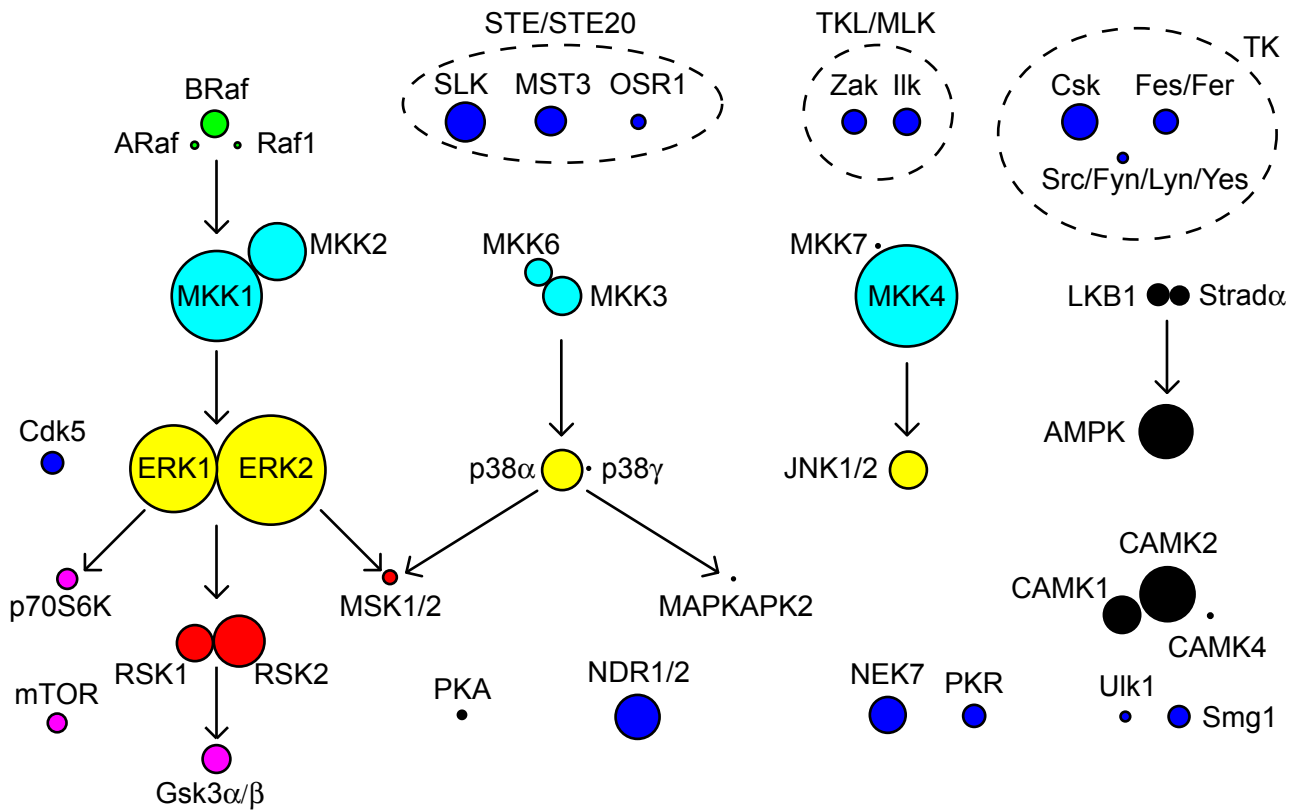 STE/STE20
TKL/MLK
TK
BRaf
SLK
MST3
OSR1
Zak
Ilk
Csk
Fes/Fer
ARaf
Raf1
Src/Fyn/Lyn/Yes
MKK2
MKK1
MKK6
MKK3
MKK7
MKK4
LKB1
Stradα
Cdk5
ERK1
ERK2
p38α
p38γ
JNK1/2
AMPK
p70S6K
MSK1/2
MAPKAPK2
CAMK2
CAMK1
CAMK4
RSK1
RSK2
mTOR
PKA
NDR1/2
NEK7
PKR
Ulk1
Smg1
Gsk3α/β